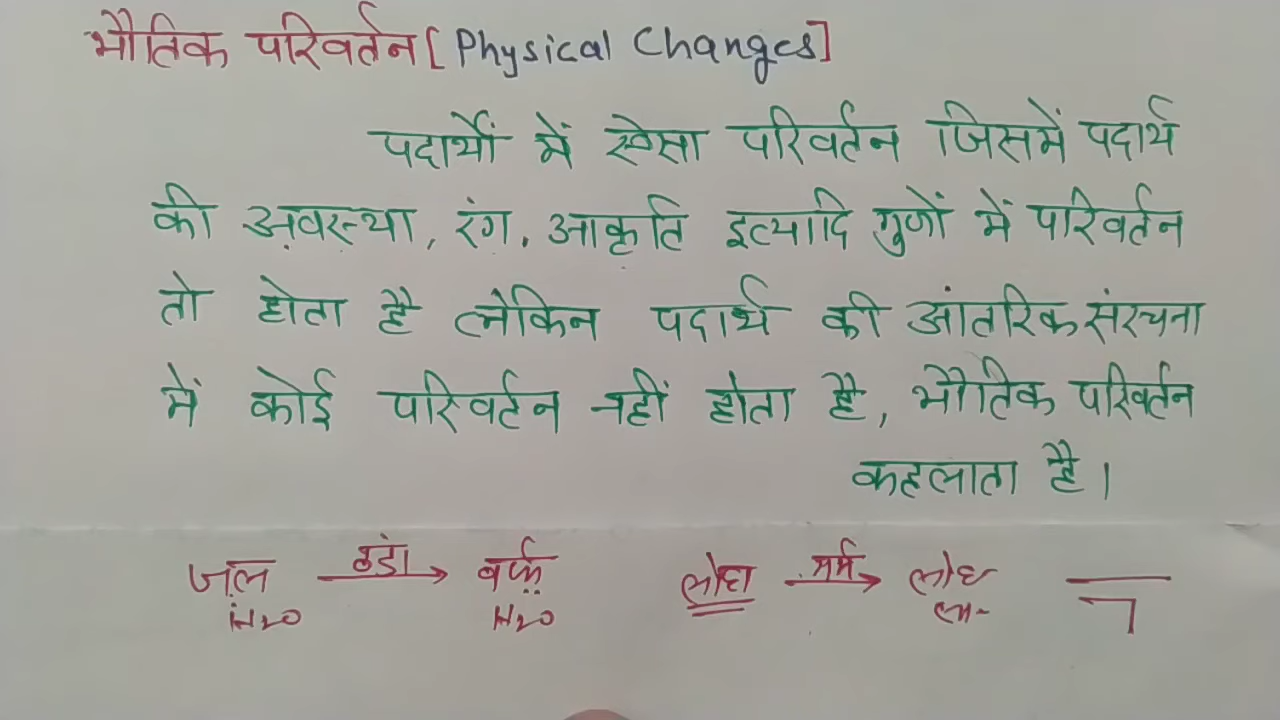 भौतिक परिवर्तन [Physical Changes]
पदार्थों में ऐसा परिवर्तन जिसमें पदार्थ
की अवस्था, रंग, आकृति इत्यादि गुणों में परिवर्तन
तो होता है लेकिन पदार्थ की आंतरिक संरचना
में कोई परिवर्तन नहीं होता है, भौतिक परिवर्तन
कहलाता है।
जल ठंडा → बर्फ लोहा गर्म →
H2O H2O